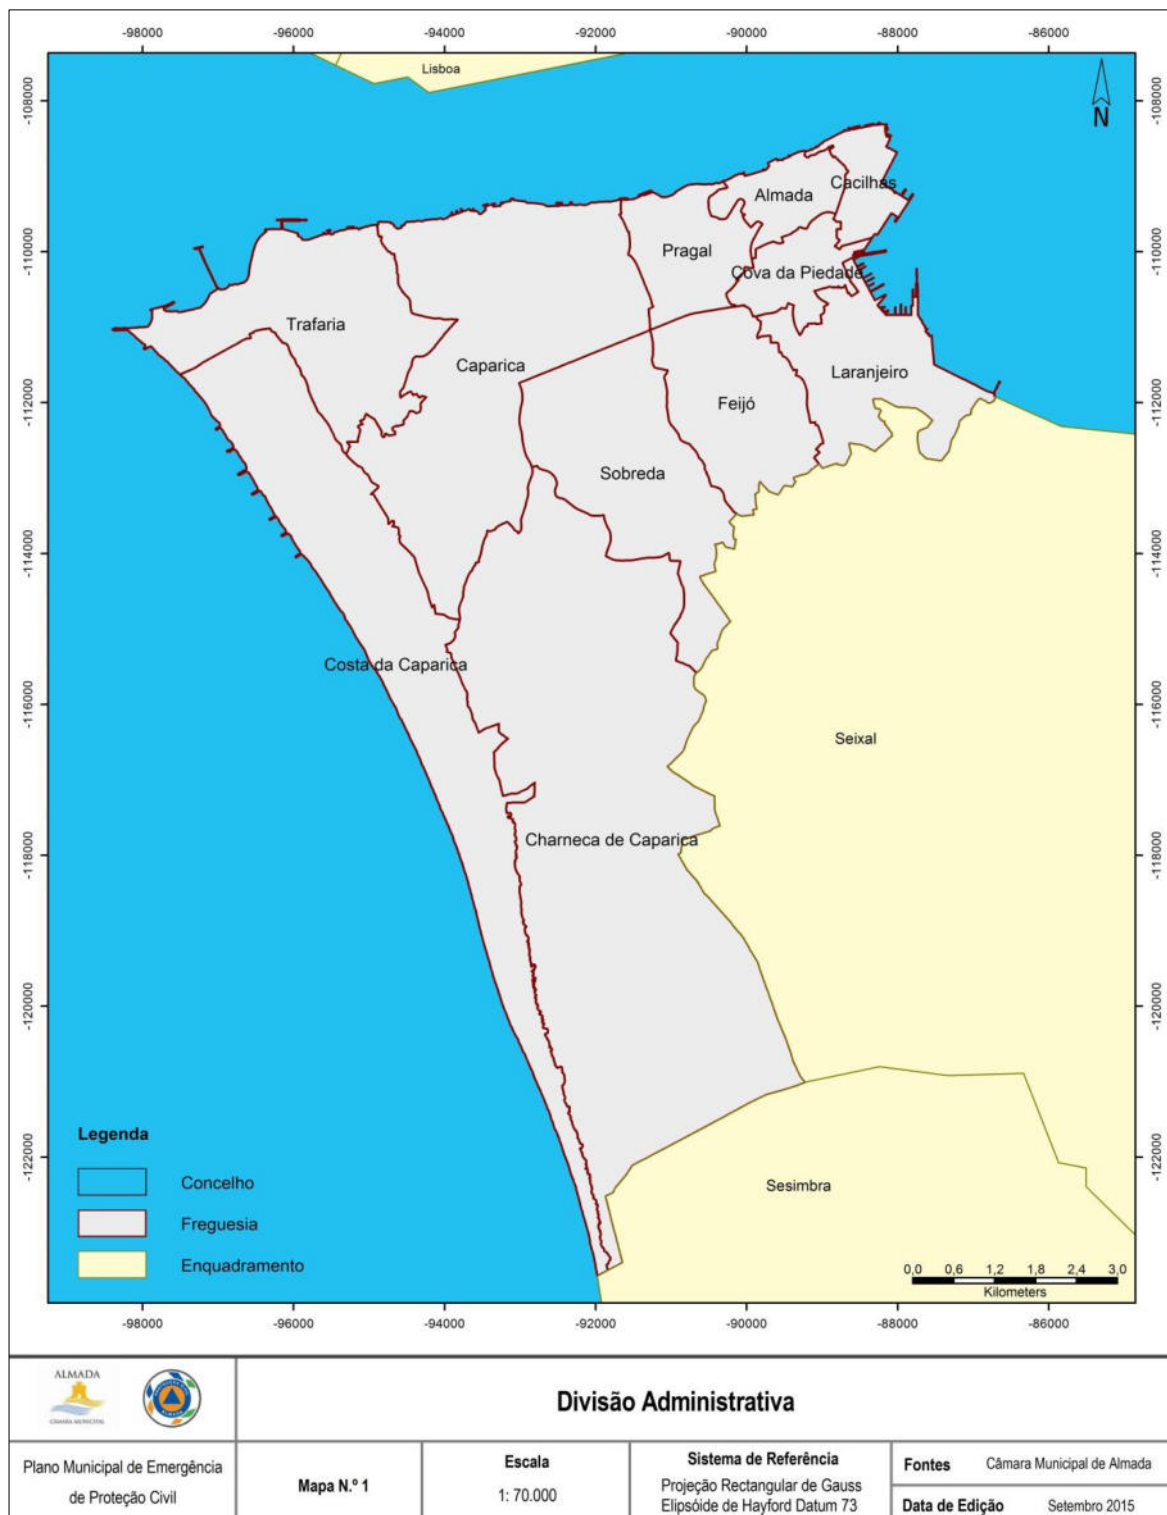 -98000 -96000 -94000 -92000 -90000 -88000 -86000
Lisboa
-108000
-108000
N
Cacilhas
Almada
Pragal
-110000
-110000
Cova da Piedade
Trafaria
Caparica
Laranjeiro
-112000
-112000
Feijó
Sobreda
-114000
-114000
Costa da Caparica
-116000
-116000
Seixal
Charneca de Caparica
-118000
-118000
-120000
-120000
Legenda
-122000
-122000
Concelho
Sesimbra
Freguesia
Enquadramento
0,0 0,6 1,2 1,8 2,4 3,0
Kilometers
-98000 -96000 -94000 -92000 -90000 -88000 -86000
ALMADA
CÂMARA MUNICIPAL
Divisão Administrativa
Plano Municipal de Emergência
de Proteção Civil
Mapa N.º 1
Escala
1: 70.000
Sistema de Referência
Projeção Rectangular de Gauss
Elipsóide de Hayford Datum 73
Fontes Câmara Municipal de Almada
Data de Edição Setembro 2015